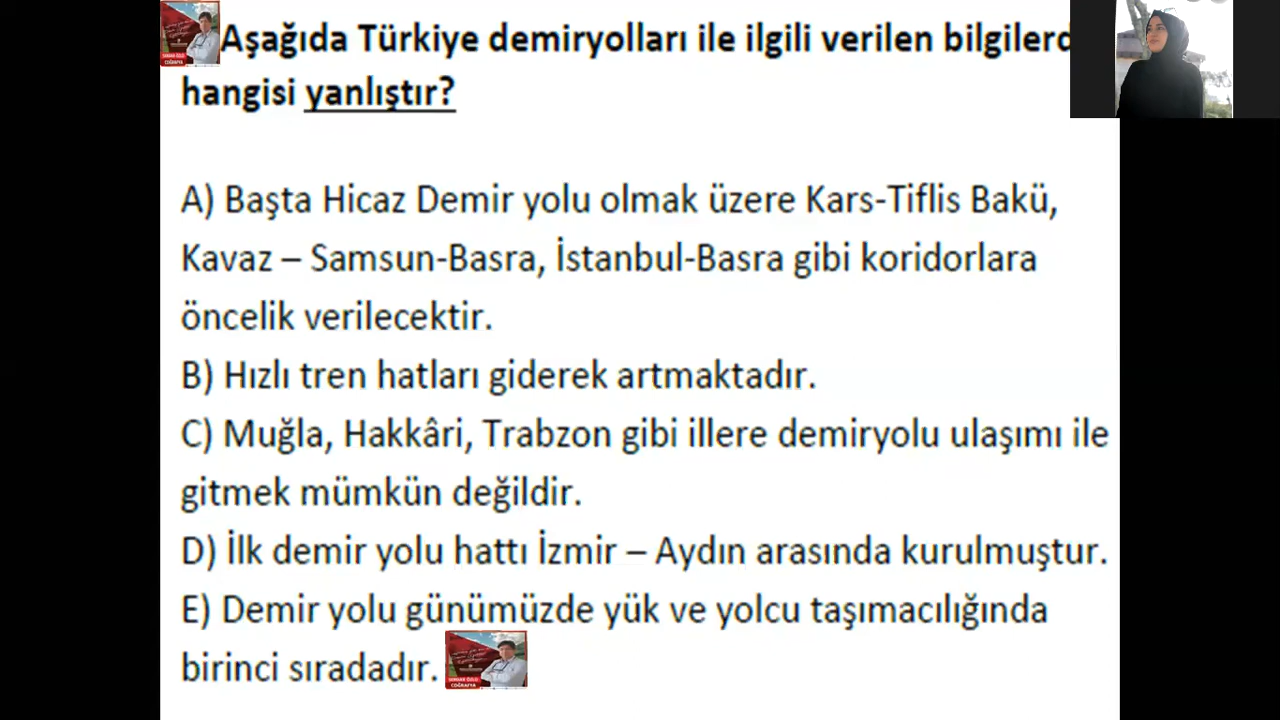 Aşağıda Türkiye demiryolları ile ilgili verilen bilgilerd
hangisi yanlıştır?
A) Başta Hicaz Demir yolu olmak üzere Kars-Tiflis Bakü,
Kavaz – Samsun-Basra, İstanbul-Basra gibi koridorlara
öncelik verilecektir.
B) Hızlı tren hatları giderek artmaktadır.
C) Muğla, Hakkâri, Trabzon gibi illere demiryolu ulaşımı ile
gitmek mümkün değildir.
D) İlk demir yolu hattı İzmir – Aydın arasında kurulmuştur.
E) Demir yolu günümüzde yük ve yolcu taşımacılığında
birinci sıradadır.